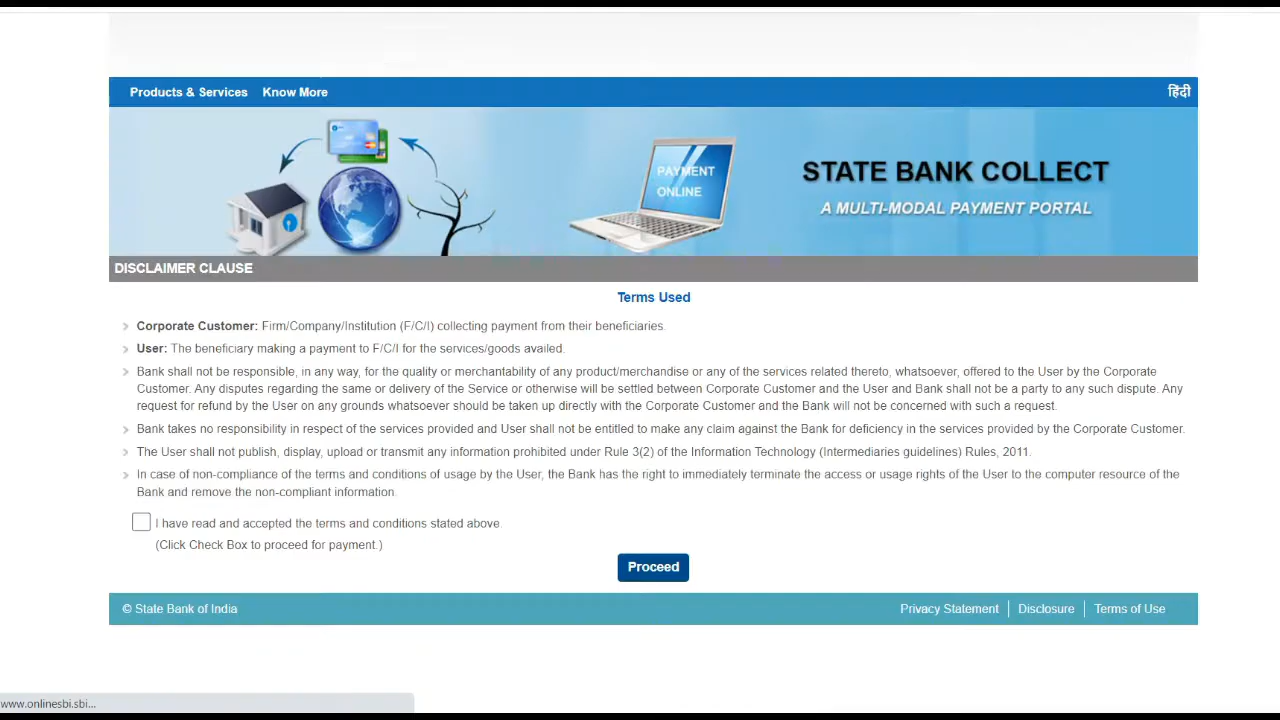 Products & Services Know More हिंदी
PAYMENT
ONLINE
STATE BANK COLLECT
A MULTI-MODAL PAYMENT PORTAL
DISCLAIMER CLAUSE
Terms Used
Corporate Customer: Firm/Company/Institution (F/C/I) collecting payment from their beneficiaries.
User: The beneficiary making a payment to F/C/I for the services/goods availed.
Bank shall not be responsible, in any way, for the quality or merchantability of any product/merchandise or any of the services related thereto, whatsoever, offered to the User by the Corporate
Customer. Any disputes regarding the same or delivery of the Service or otherwise will be settled between Corporate Customer and the User and Bank shall not be a party to any such dispute. Any
request for refund by the User on any grounds whatsoever should be taken up directly with the Corporate Customer and the Bank will not be concerned with such a request.
Bank takes no responsibility in respect of the services provided and User shall not be entitled to make any claim against the Bank for deficiency in the services provided by the Corporate Customer.
The User shall not publish, display, upload or transmit any information prohibited under Rule 3(2) of the Information Technology (Intermediaries guidelines) Rules, 2011.
In case of non-compliance of the terms and conditions of usage by the User, the Bank has the right to immediately terminate the access or usage rights of the User to the computer resource of the
Bank and remove the non-compliant information.
I have read and accepted the terms and conditions stated above.
(Click Check Box to proceed for payment.)
Proceed
© State Bank of India Privacy Statement Disclosure Terms of Use
www.onlinesbi.sbi...